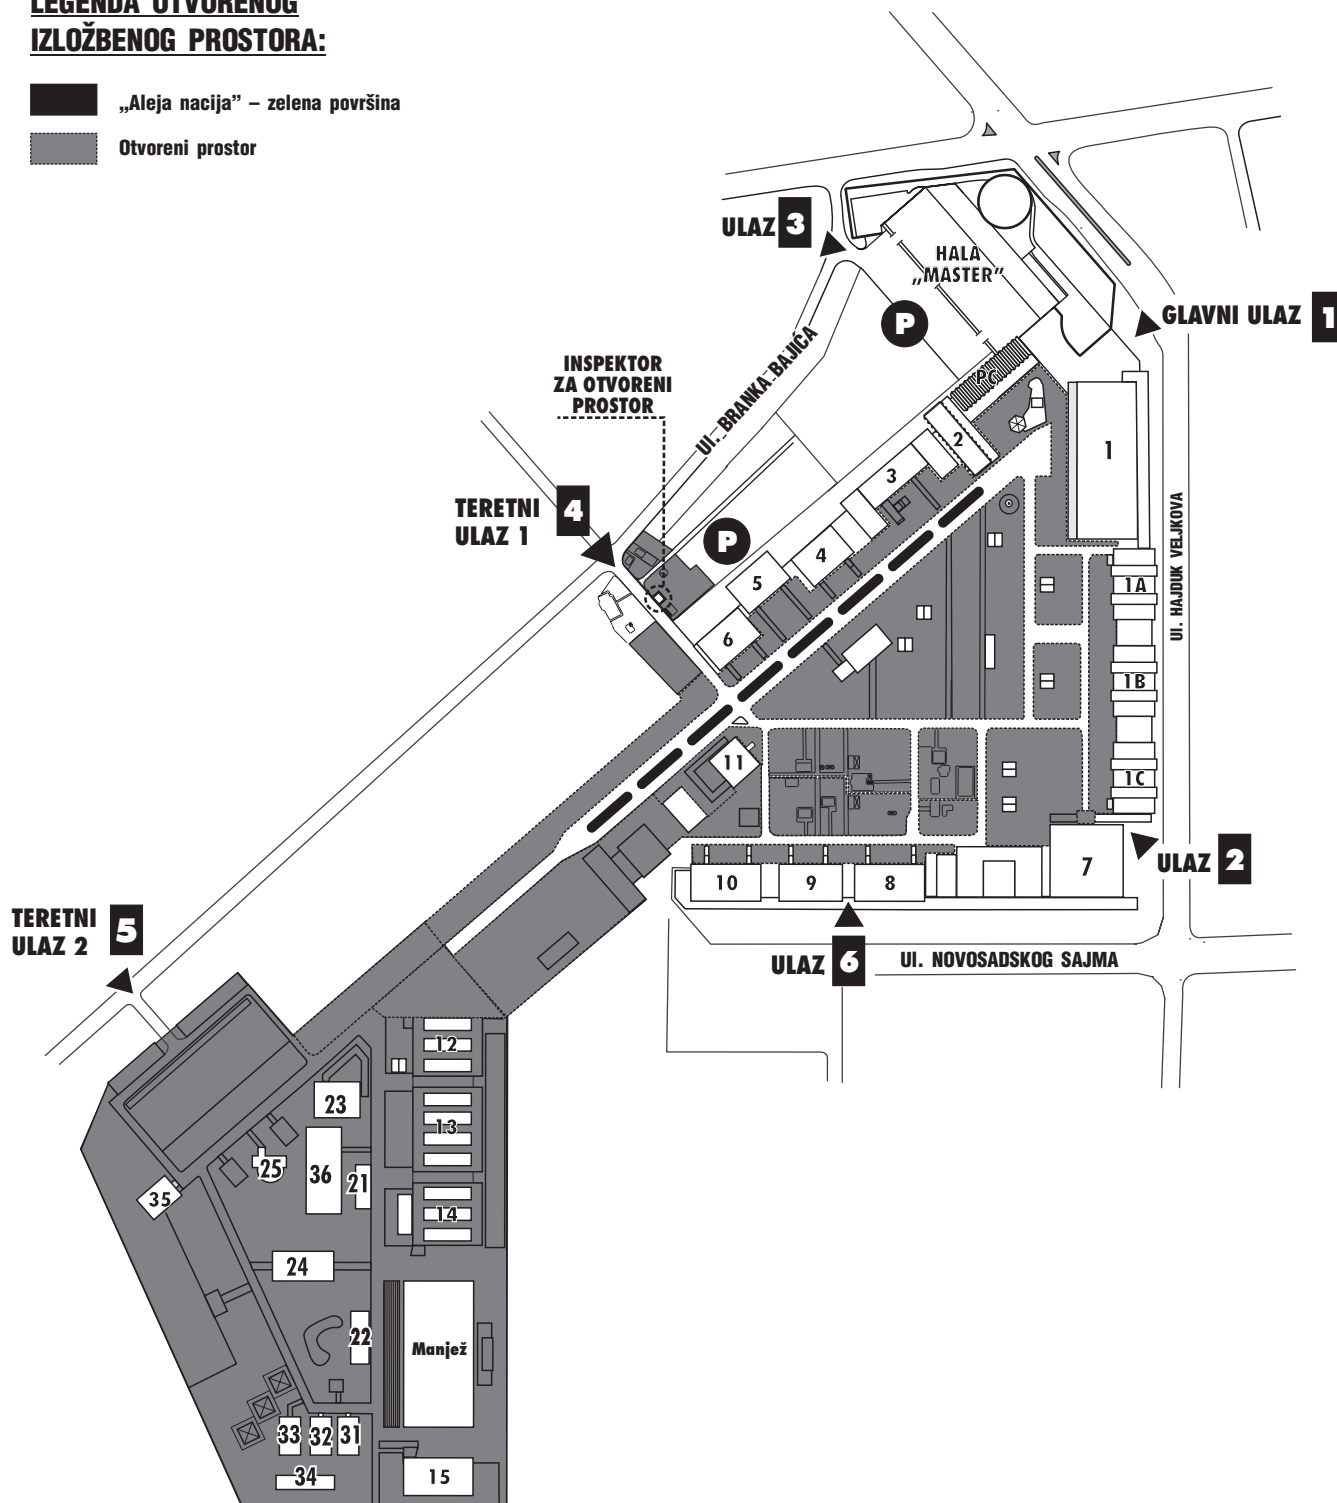 LEGENDA OTVORENOG
IZLOŽBENOG PROSTORA:
„Aleja nacija” – zelena površina
Otvoreni prostor
ULAZ 3
HALA
„MASTER”
GLAVNI ULAZ 1
P
Ul. BRANKA BAJIĆA
INSPEKTOR
ZA OTVORENI
PROSTOR
PC
2
1
3
TERETNI
ULAZ 1
4
P
4
5
6
Ul. HAJDUK VELJKOVA
1A
1B
1C
11
10
9
8
7
ULAZ 2
TERETNI
ULAZ 2
5
ULAZ 6
Ul. NOVOSADSKOG SAJMA
12
23
13
25
36
21
35
14
24
22
Manjež
33
32
31
34
15